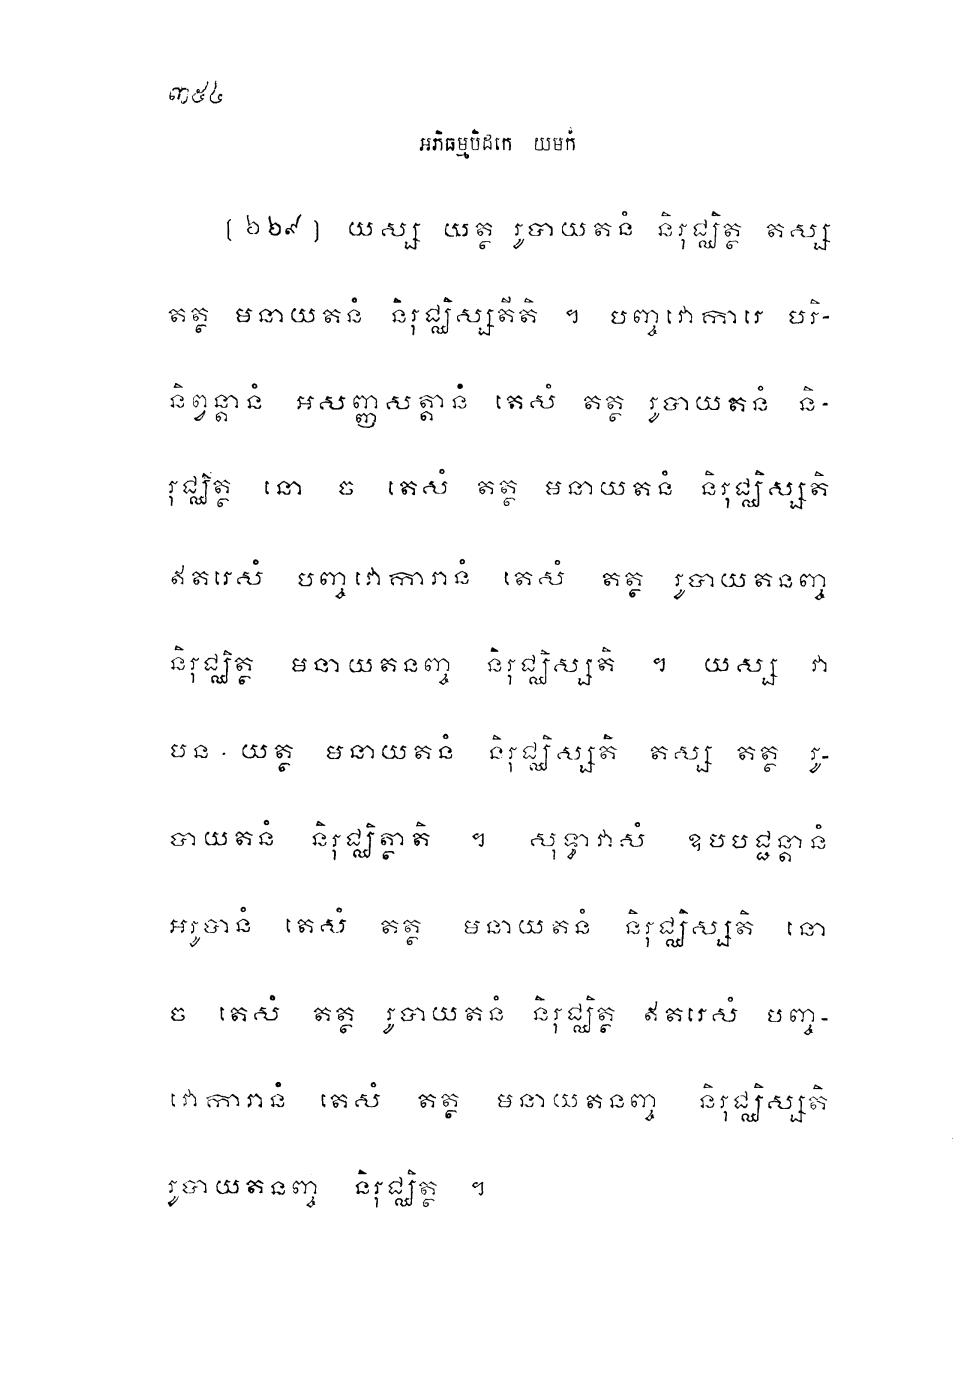 ៣៥៤
អភិធម្មបិដកេ យមកំ
(៦៦៩) យស្ស យត្ថ រូបាយតនំ និរុជ្ឈិត្ថ តស្ស
តត្ថ មនាយតនំ និរុជ្ឈិស្សតីតិ ។ បញ្ចវោការេ បរិ-
និព្វន្តានំ អសញ្ញសត្តានំ តេសំ តត្ថ រូបាយតនំ និ-
រុជ្ឈិត្ថ នោ ច តេសំ តត្ថ មនាយតនំ និរុជ្ឈិស្សតិ
ឥតរេសំ បញ្ចវោការានំ តេសំ តត្ថ រូបាយតនញ្ច
និរុជ្ឈិត្ថ មនាយតនញ្ច និរុជ្ឈិស្សតិ ។ យស្ស វា
បន យត្ថ មនាយតនំ និរុជ្ឈិស្សតិ តស្ស តត្ថ រូ-
បាយតនំ និរុជ្ឈិត្ថាតិ ។ សុទ្ធាវាសំ ឧបបជ្ជន្តានំ
អរូបានំ តេសំ តត្ថ មនាយតនំ និរុជ្ឈិស្សតិ នោ
ច តេសំ តត្ថ រូបាយតនំ និរុជ្ឈិត្ថ ឥតរេសំ បញ្ច-
វោការានំ តេសំ តត្ថ មនាយតនញ្ច និរុជ្ឈិស្សតិ
រូបាយតនញ្ច និរុជ្ឈិត្ថ ។